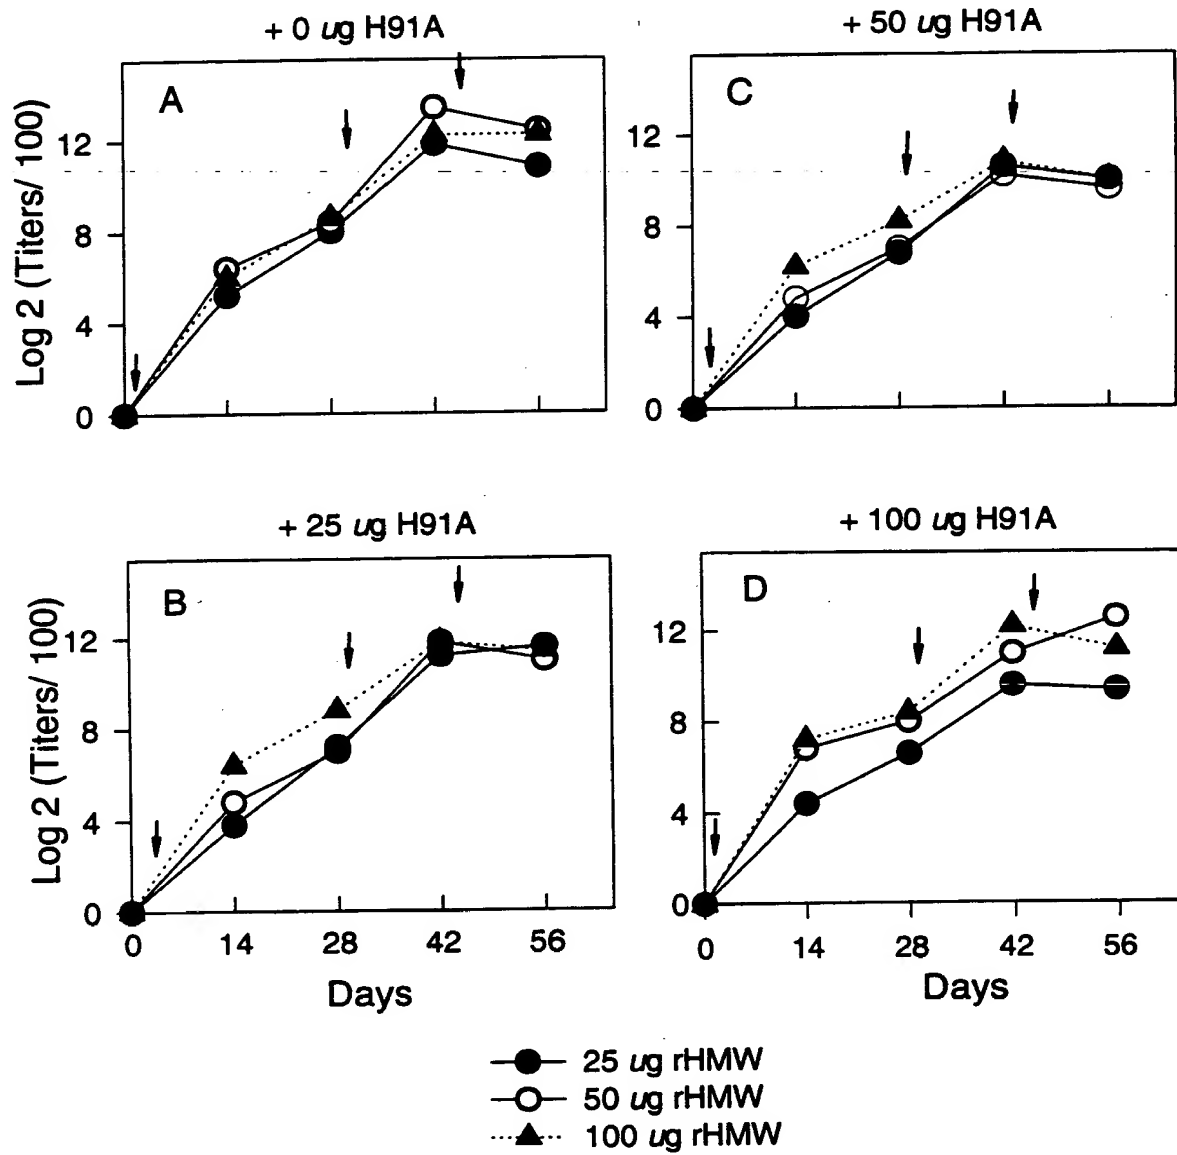 + 0 ug H91A
A
Log 2 (Titers/ 100)
12
8
4
0
+ 50 ug H91A
C
12
8
4
0
+ 25 ug H91A
B
Log 2 (Titers/ 100)
12
8
4
0
0 14 28 42 56
Days
+ 100 ug H91A
D
12
8
4
0
0 14 28 42 56
Days
25 ug rHMW
50 ug rHMW
100 ug rHMW